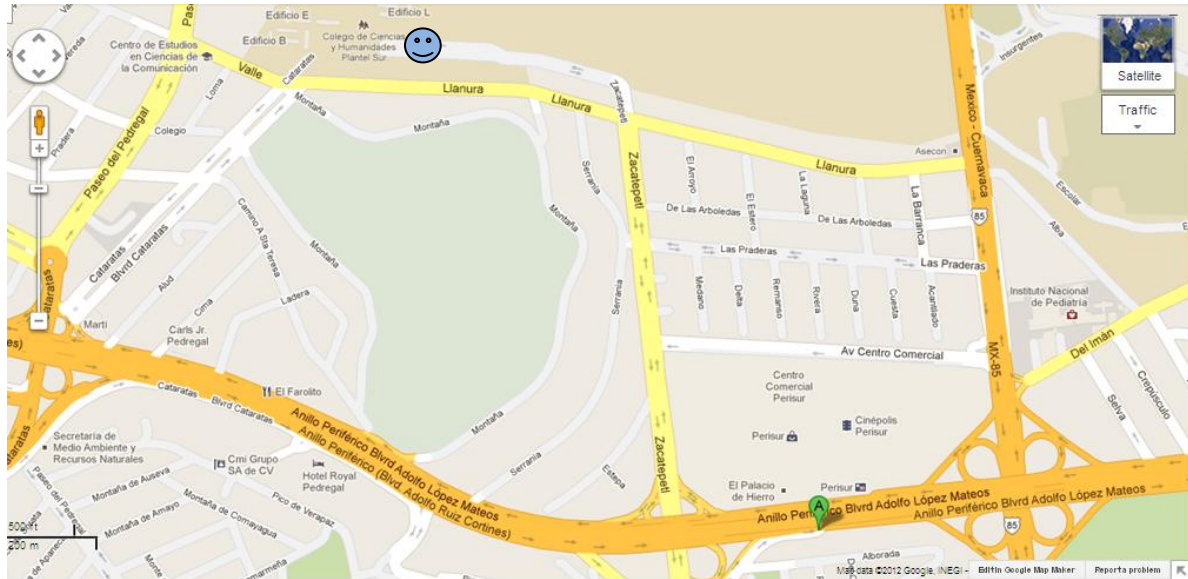 Edificio E
Edificio L
Edificio B
Colegio de Ciencias
y Humanidades
Plantel Sur
Centro de Estudios
en Ciencias de
la Comunicación
Valle
Cataratas
Loma
Colegio
Pradera
Paseo del Pedregal
Montaña
Montaña
Llanura
Zacatepetl
Llanura
Insurgentes
Satellite
Traffic
Mexico - Cuernavaca
Asecon
Llanura
Escolar
Alba
85
Serranía
Montaña
Zacatepetl
El Arroyo
El Estero
La Laguna
La Barranca
De Las Arboledas
De Las Arboledas
Las Praderas
Las Praderas
Camino A Sta Teresa
Montaña
Cataratas
Blvrd Cataratas
Alud
Cima
Ladera
Serranía
Medano
Delta
Remanso
Rivera
Duna
Cuesta
Acantilado
Instituto Nacional
de Pediatría
Cataratas
Marti
Carls Jr.
Pedregal
Av Centro Comercial
MX-85
Del Imán
Selva
Crepúsculo
es)
El Farolito
Centro
Comercial
Perisur
Cinépolis
Perisur
Perisur
Cataratas
Blvrd Cataratas
Anillo Periférico Blvrd Adolfo López Mateos
Anillo Periférico (Blvd. Adolfo Ruiz Cortines)
Montaña
Serranía
Estepa
Zacatepetl
Secretaría de
Medio Ambiente y
Recursos Naturales
Cmi Grupo
SA de CV
Hotel Royal
Pedregal
Cataratas
Paseo del Pedregal
Montaña de Auseva
Montaña de Amayo
Montaña de Comayagua
Pico de Verapaz
El Palacio
de Hierro
Perisur
A
Anillo Periférico Blvrd Adolfo López Mateos
Anillo Periférico Blvrd Adolfo López Mateos
85
Alborada
500 ft
200 m
Map data ©2012 Google, INEGI -
Edit in Google Map Maker
Report a problem